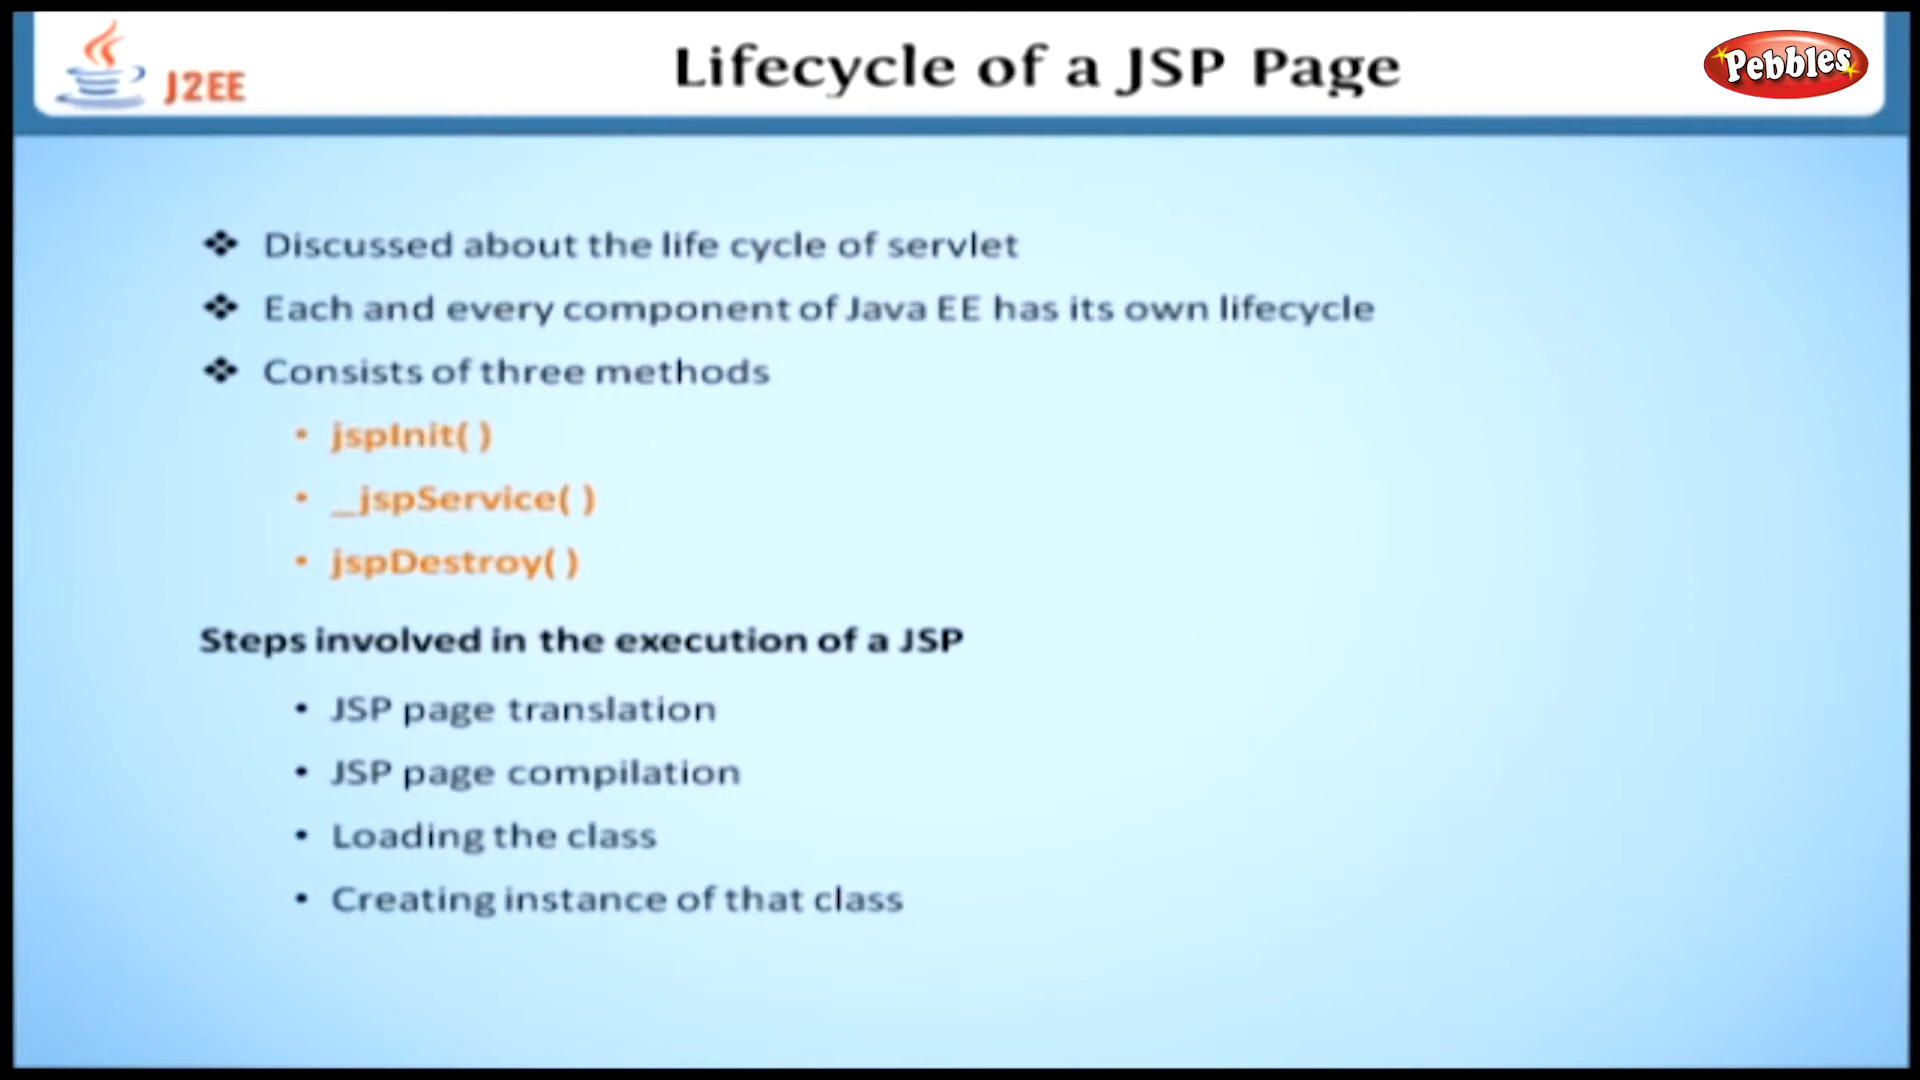 J2EE
Lifecycle of a JSP Page
Pebbles
Discussed about the life cycle of servlet
Each and every component of Java EE has its own lifecycle
Consists of three methods
jspInit( )
_jspService( )
jspDestroy( )
Steps involved in the execution of a JSP
JSP page translation
JSP page compilation
Loading the class
Creating instance of that class